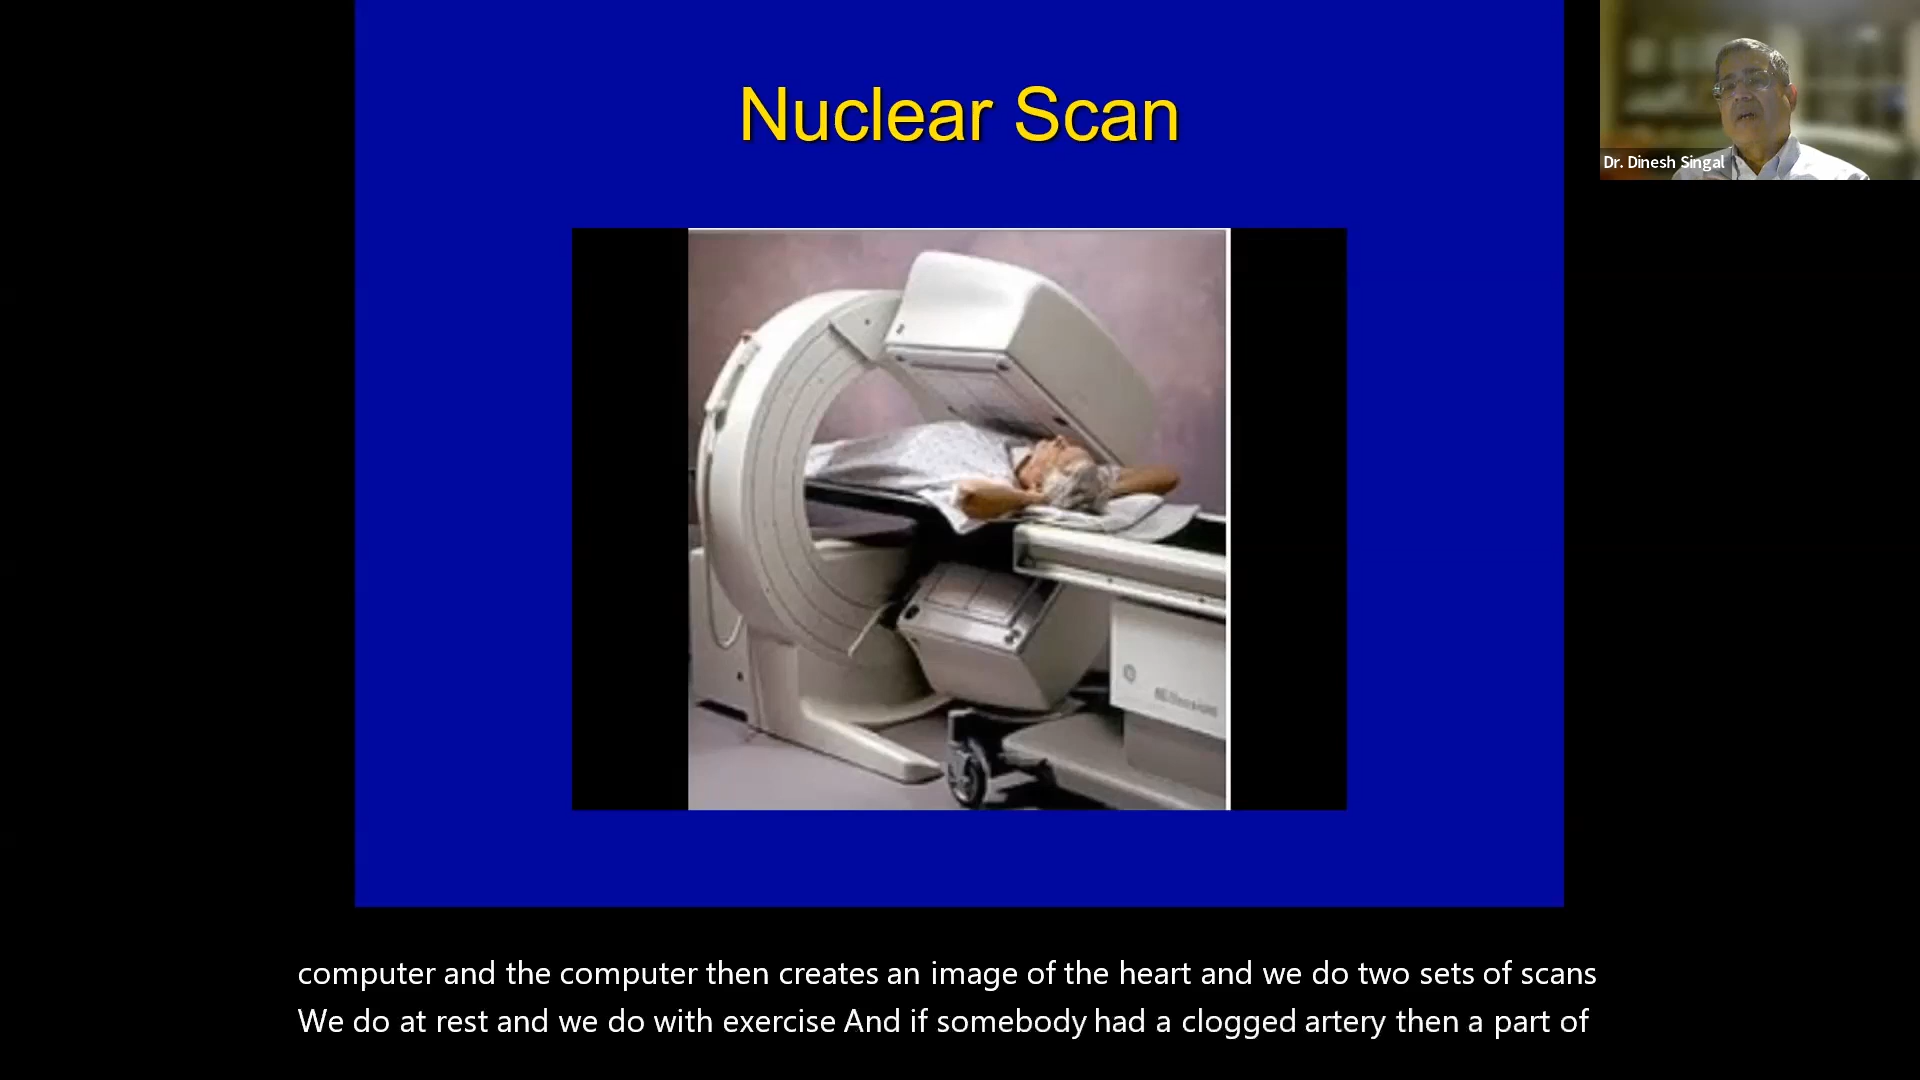 Nuclear Scan
Dr. Dinesh Singal
computer and the computer then creates an image of the heart and we do two sets of scans
We do at rest and we do with exercise And if somebody had a clogged artery then a part of